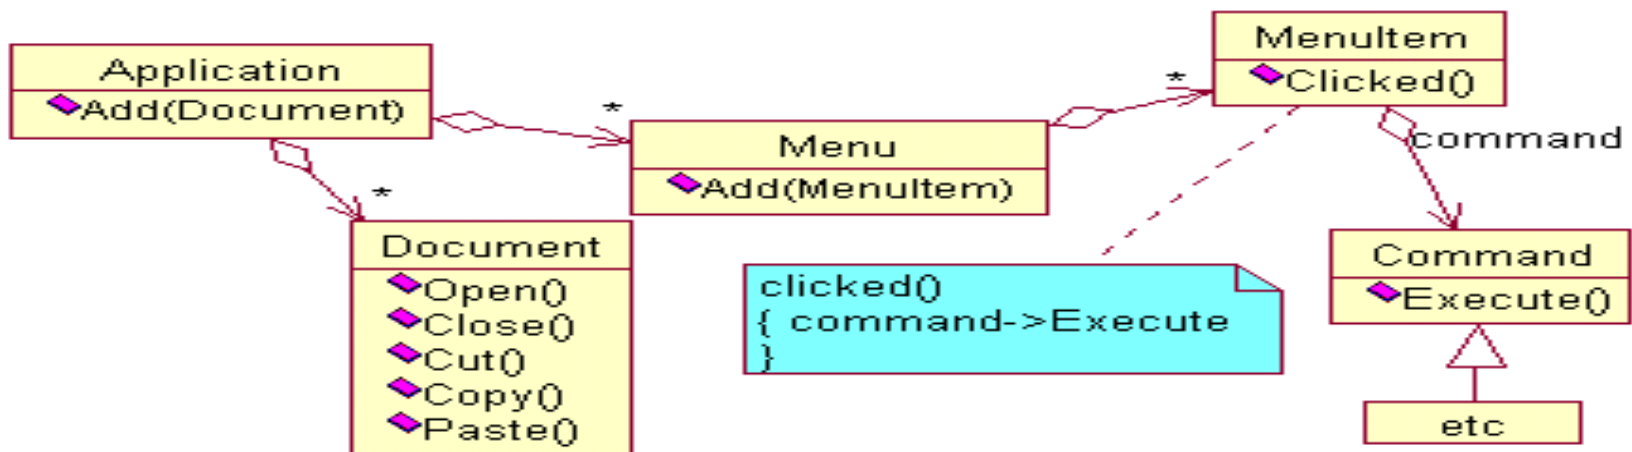 Application
Add(Document)
*
*
Document
Open()
Close()
Cut()
Copy()
Paste()
Menu
Add(MenuItem)
*
MenuItem
Clicked()
command
clicked()
{ command->Execute
}
Command
Execute()
etc